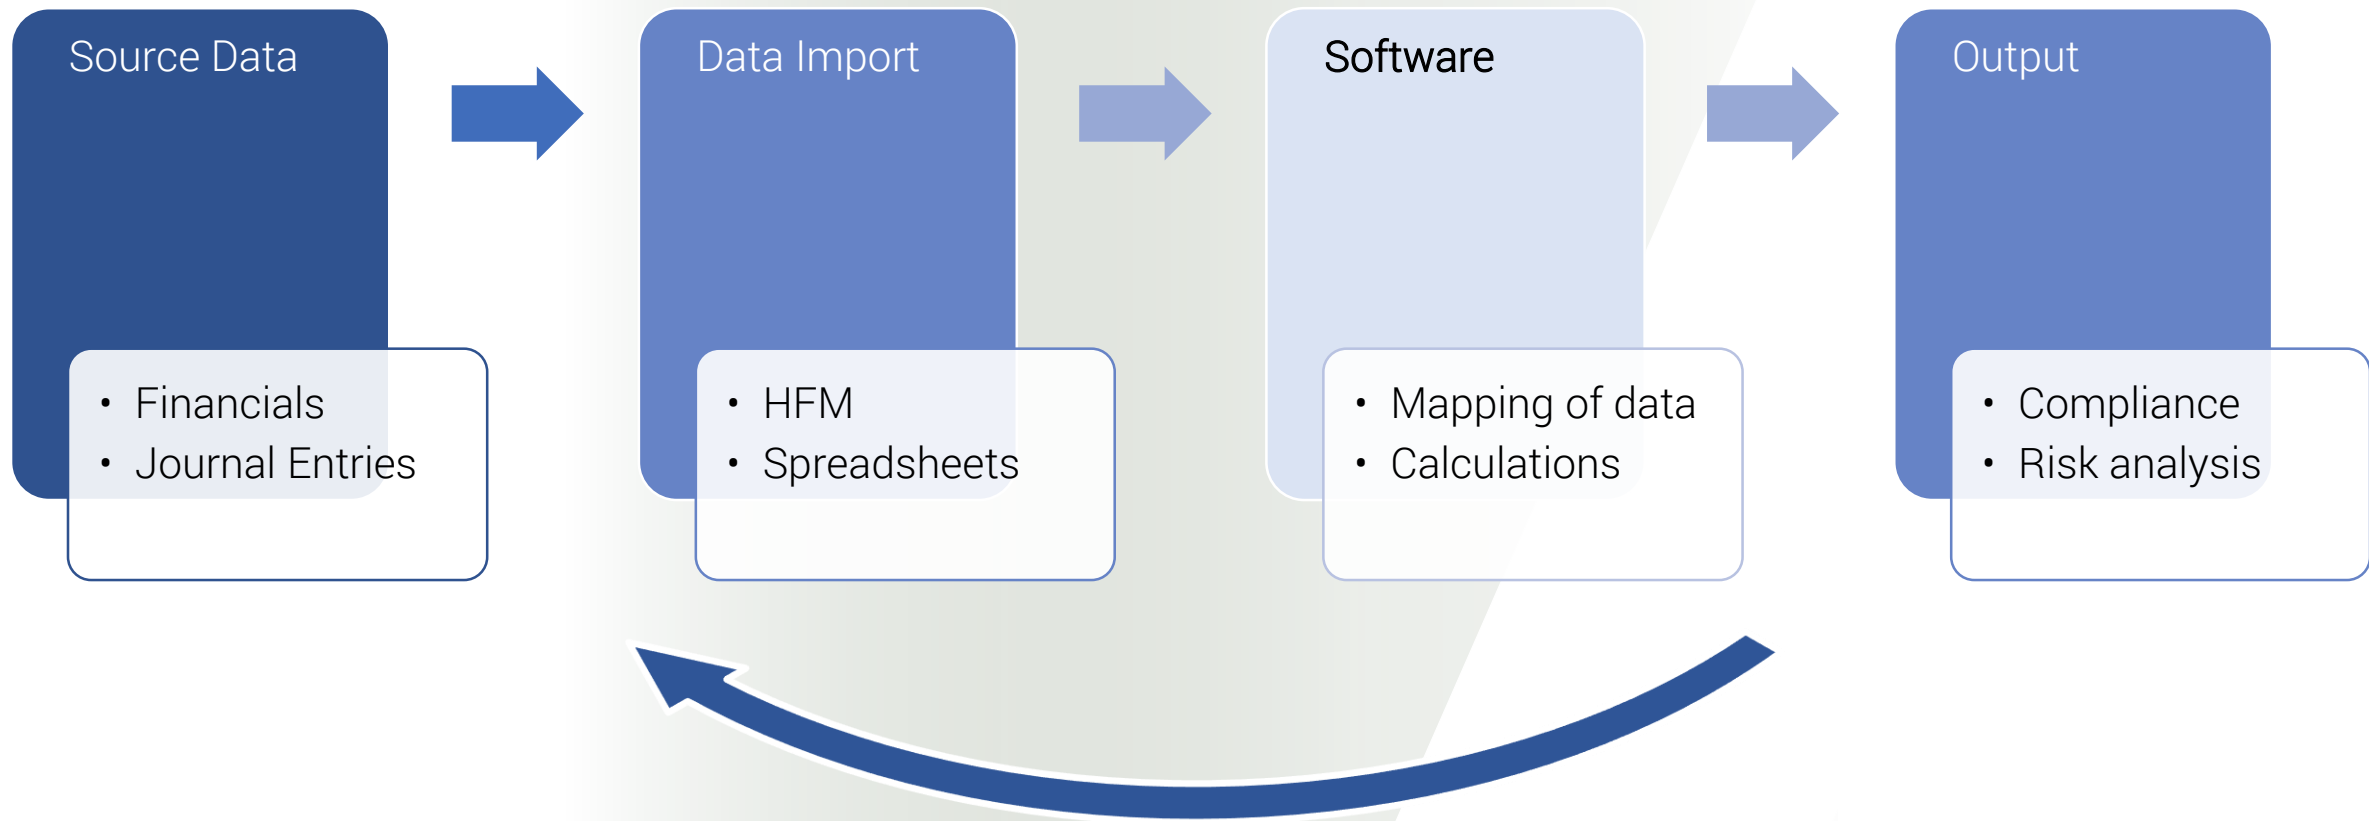 Source Data
• Financials
• Journal Entries
Data Import
• HFM
• Spreadsheets
Software
• Mapping of data
• Calculations
Output
• Compliance
• Risk analysis